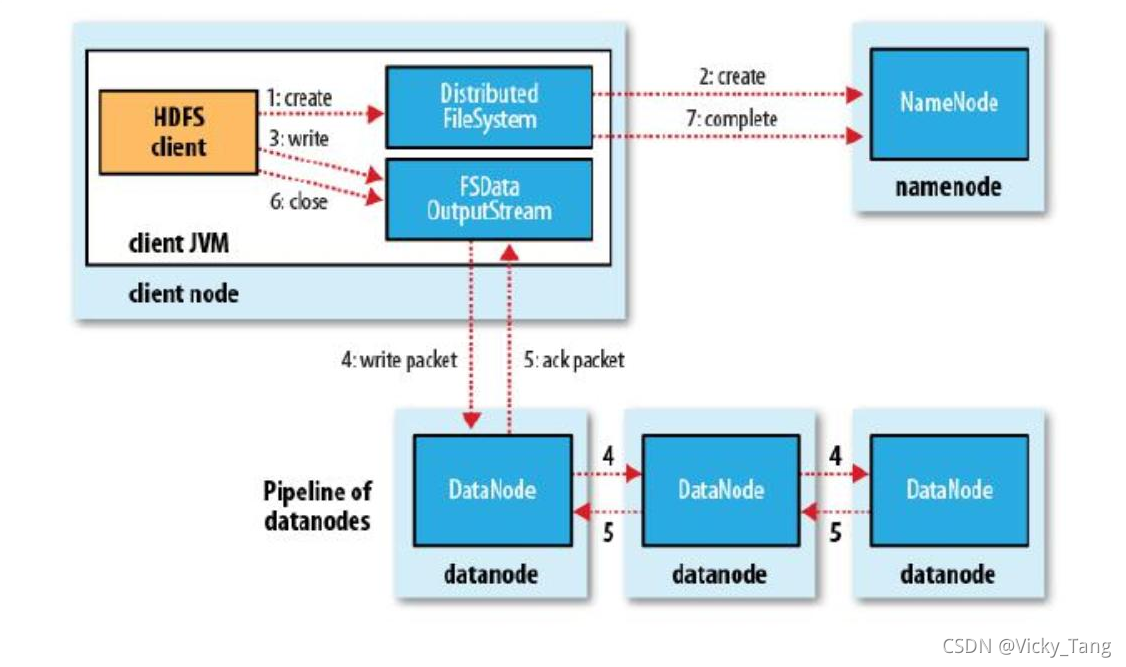 HDFS
client
1: create
3: write
6: close
Distributed
FileSystem
FSData
OutputStream
client JVM
client node
2: create
7: complete
NameNode
namenode
4: write packet
5: ack packet
Pipeline of
datanodes
DataNode
datanode
4
5
DataNode
datanode
4
5
DataNode
datanode
CSDN @Vicky_Tang